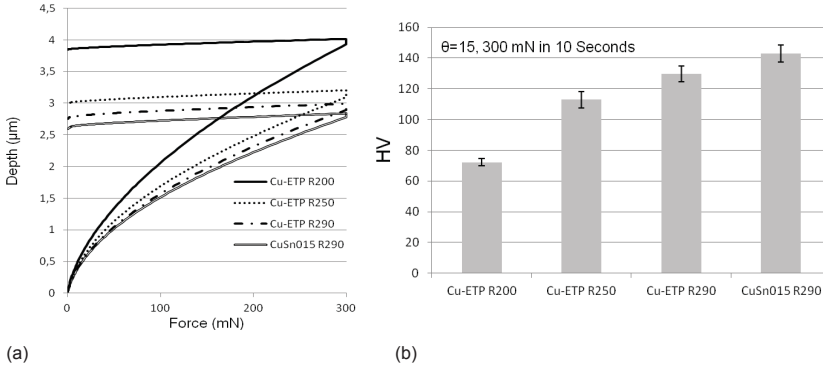 4,5
4
3,5
3
2,5
2
1,5
1
0,5
0
Depth (µm)
0
100
200
300
Force (mN)
Cu-ETP R200
Cu-ETP R250
Cu-ETP R290
CuSn015 R290
(a)
160
140
120
100
80
60
40
20
0
HV
θ=15, 300 mN in 10 Seconds
Cu-ETP R200
Cu-ETP R250
Cu-ETP R290
CuSn015 R290
(b)